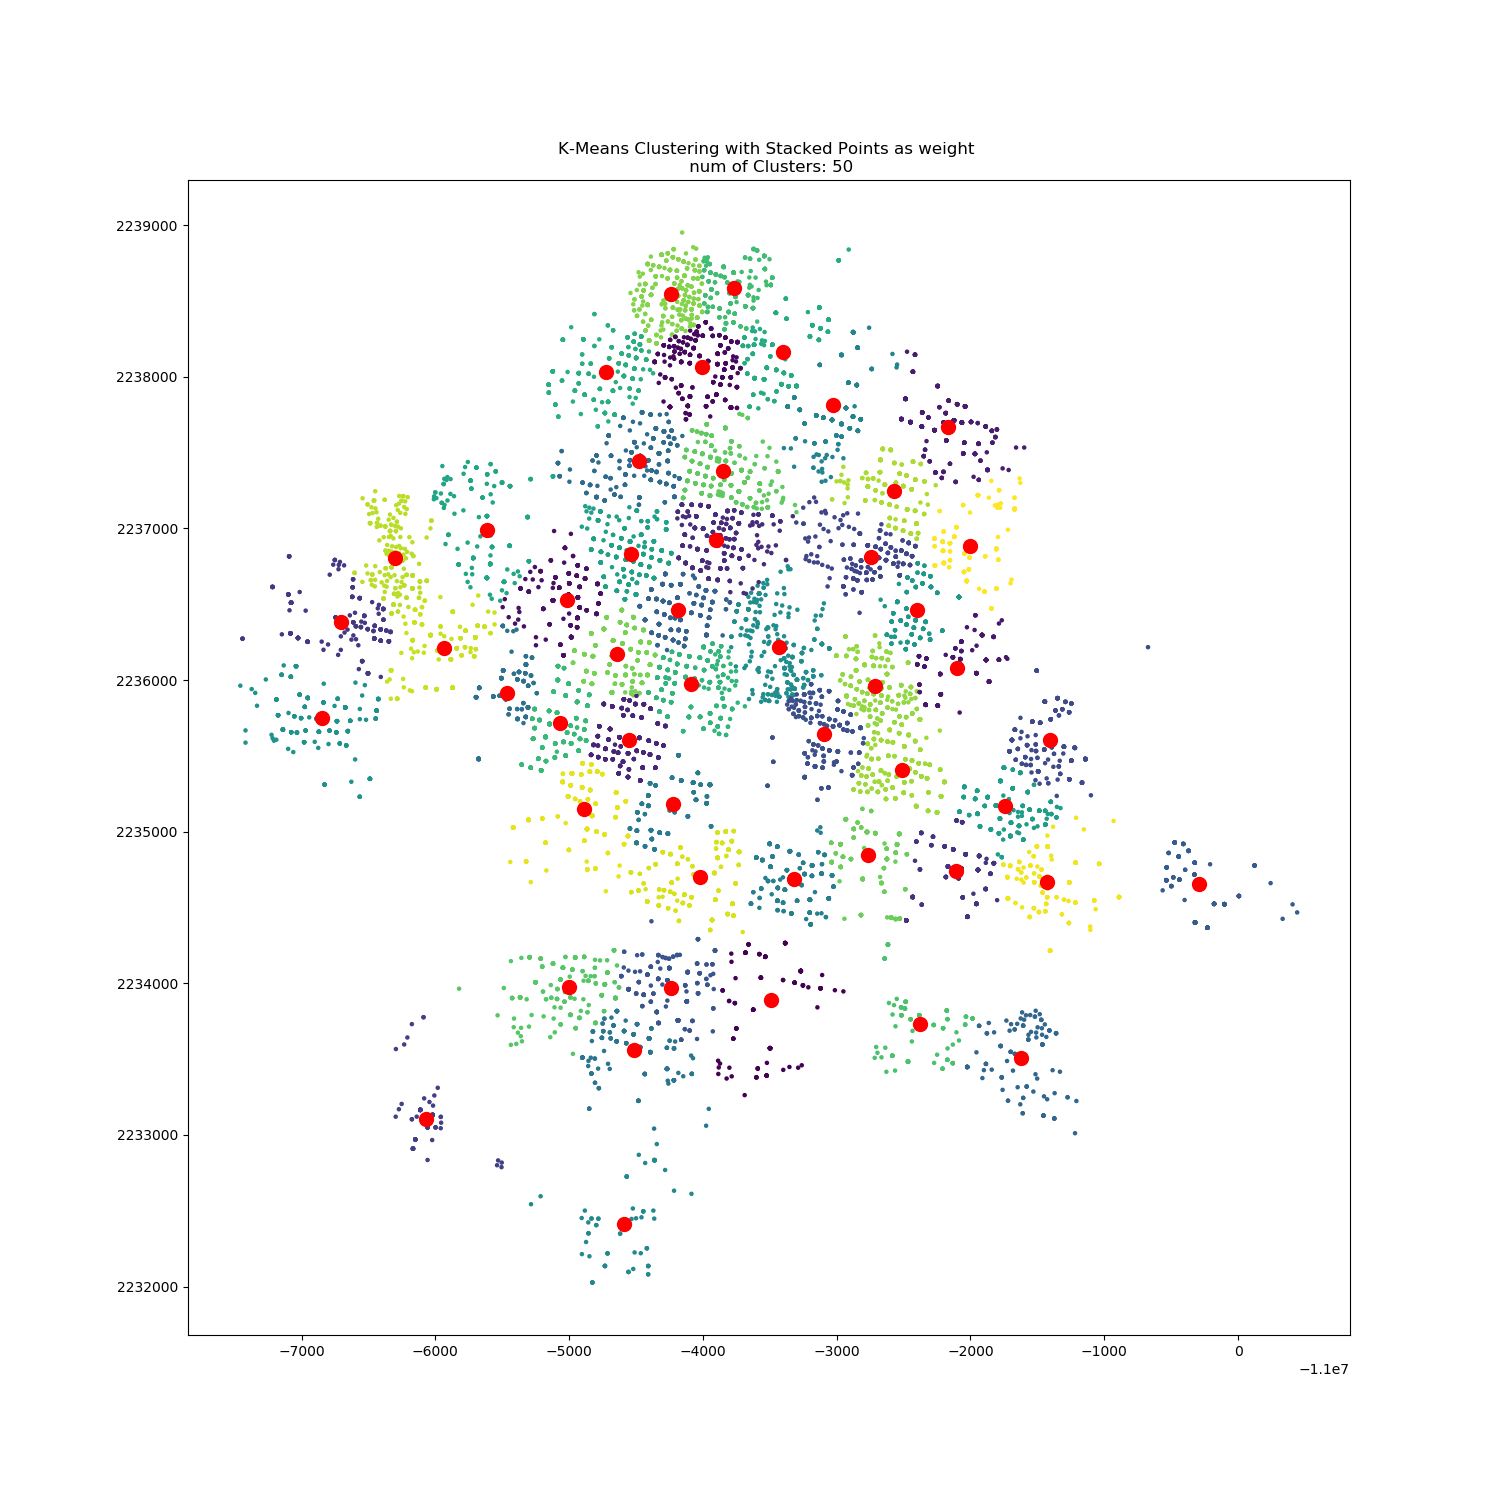 K-Means Clustering with Stacked Points as weight
num of Clusters: 50
2239000
2238000
2237000
2236000
2235000
2234000
2233000
2232000
−7000 −6000 −5000 −4000 −3000 −2000 −1000 0
−1.1e7